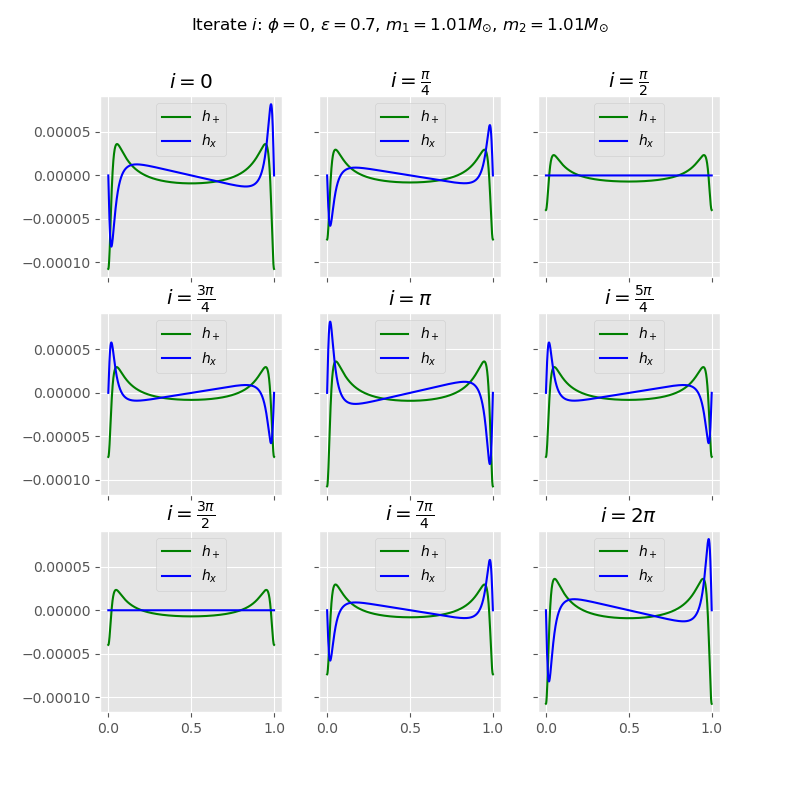 Iterate i: ϕ = 0, ε = 0.7, m₁ = 1.01M⊙, m₂ = 1.01M⊙
i = 0
i = π/4
i = π/2
h₊
hₓ
h₊
hₓ
h₊
hₓ
0.00005
0.00000
−0.00005
−0.00010
i = 3π/4
i = π
i = 5π/4
h₊
hₓ
h₊
hₓ
h₊
hₓ
0.00005
0.00000
−0.00005
−0.00010
i = 3π/2
i = 7π/4
i = 2π
h₊
hₓ
h₊
hₓ
h₊
hₓ
0.00005
0.00000
−0.00005
−0.00010
0.0 0.5 1.0
0.0 0.5 1.0
0.0 0.5 1.0